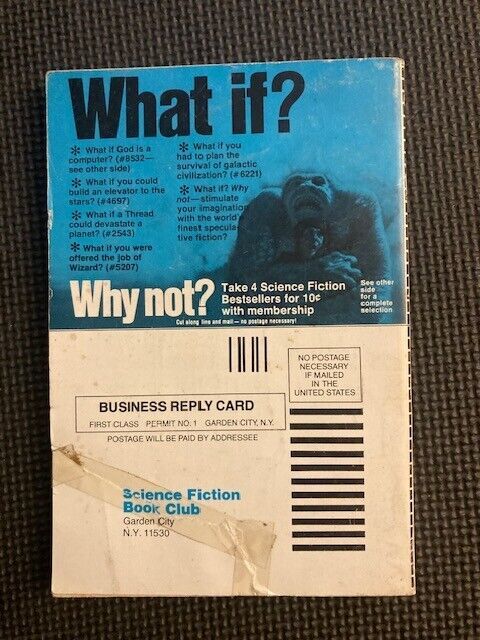 What if?
* What if God is a
computer? (#8532—
see other side)
* What if you could
build an elevator to the
stars? (#4697)
* What if a Thread
could devastate a
planet? (#2543)
* What if you were
offered the job of
Wizard? (#5207)
* What if you
had to plan the
survival of galactic
civilization? (#6221)
* What if? Why
not—stimulate
your imagination
with the world's
finest specula-
tive fiction?
Why not?
Take 4 Science Fiction
Bestsellers for 10¢
with membership
See other
side
for a
complete
selection
Cut along line and mail — no postage necessary!
NO POSTAGE
NECESSARY
IF MAILED
IN THE
UNITED STATES
BUSINESS REPLY CARD
FIRST CLASS PERMIT NO. 1 GARDEN CITY, N.Y.
POSTAGE WILL BE PAID BY ADDRESSEE
Science Fiction
Book Club
Garden City
N.Y. 11530